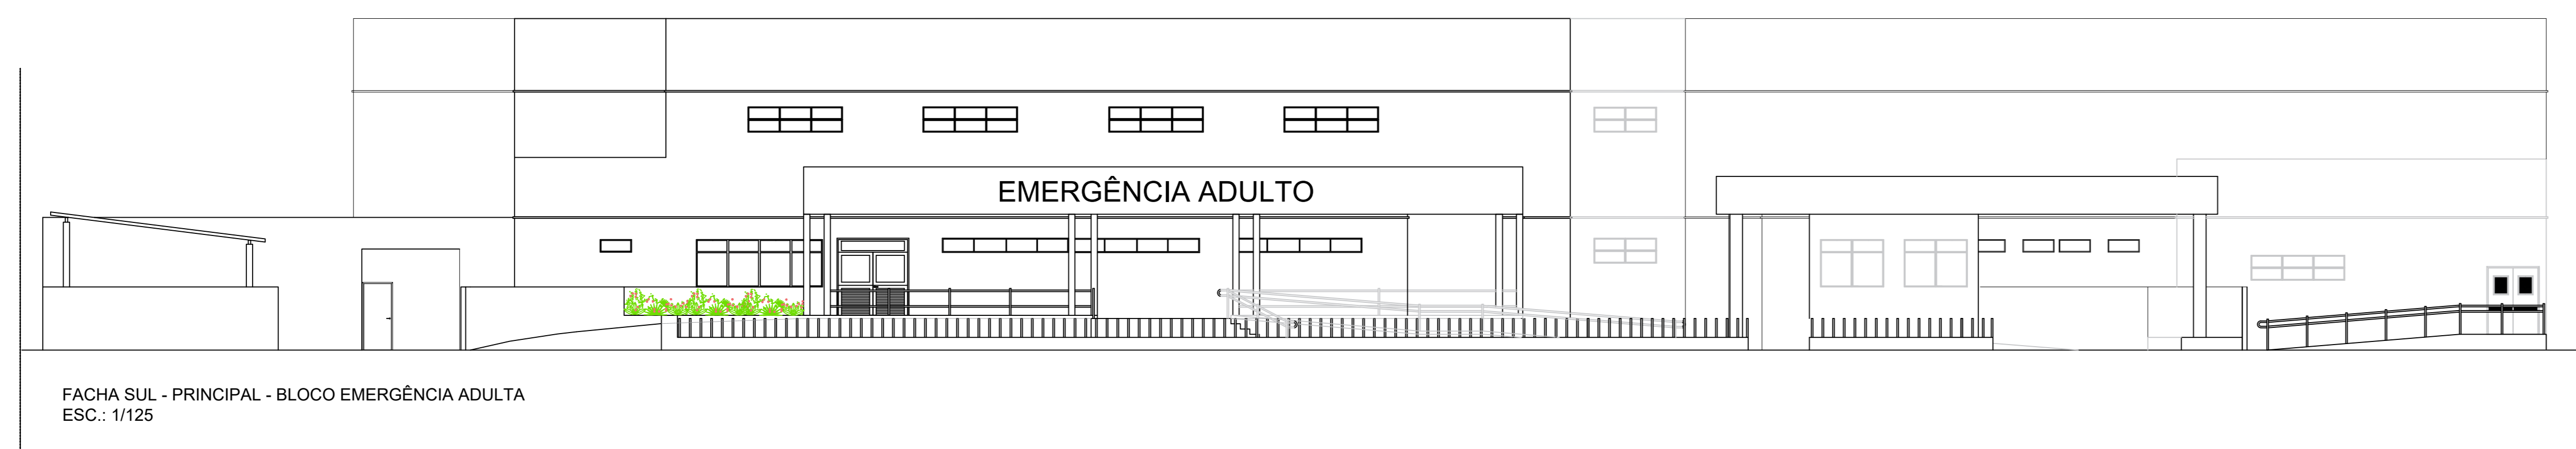 EMERGÊNCIA ADULTO
FACHA SUL - PRINCIPAL - BLOCO EMERGÊNCIA ADULTA
ESC.: 1/125